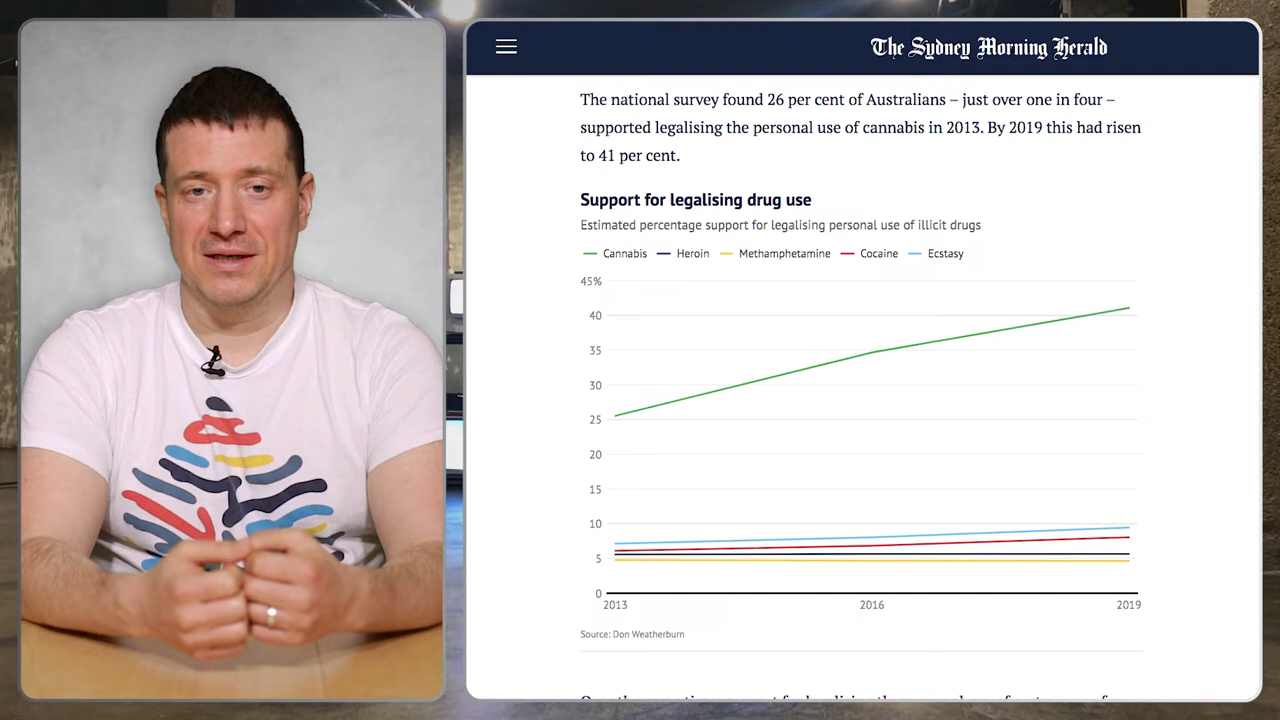 The Sydney Morning Herald
The national survey found 26 per cent of Australians – just over one in four –
supported legalising the personal use of cannabis in 2013. By 2019 this had risen
to 41 per cent.
Support for legalising drug use
Estimated percentage support for legalising personal use of illicit drugs
Cannabis Heroin Methamphetamine Cocaine Ecstasy
45%
40
35
30
25
20
15
10
5
0
2013 2016 2019
Source: Don Weatherburn